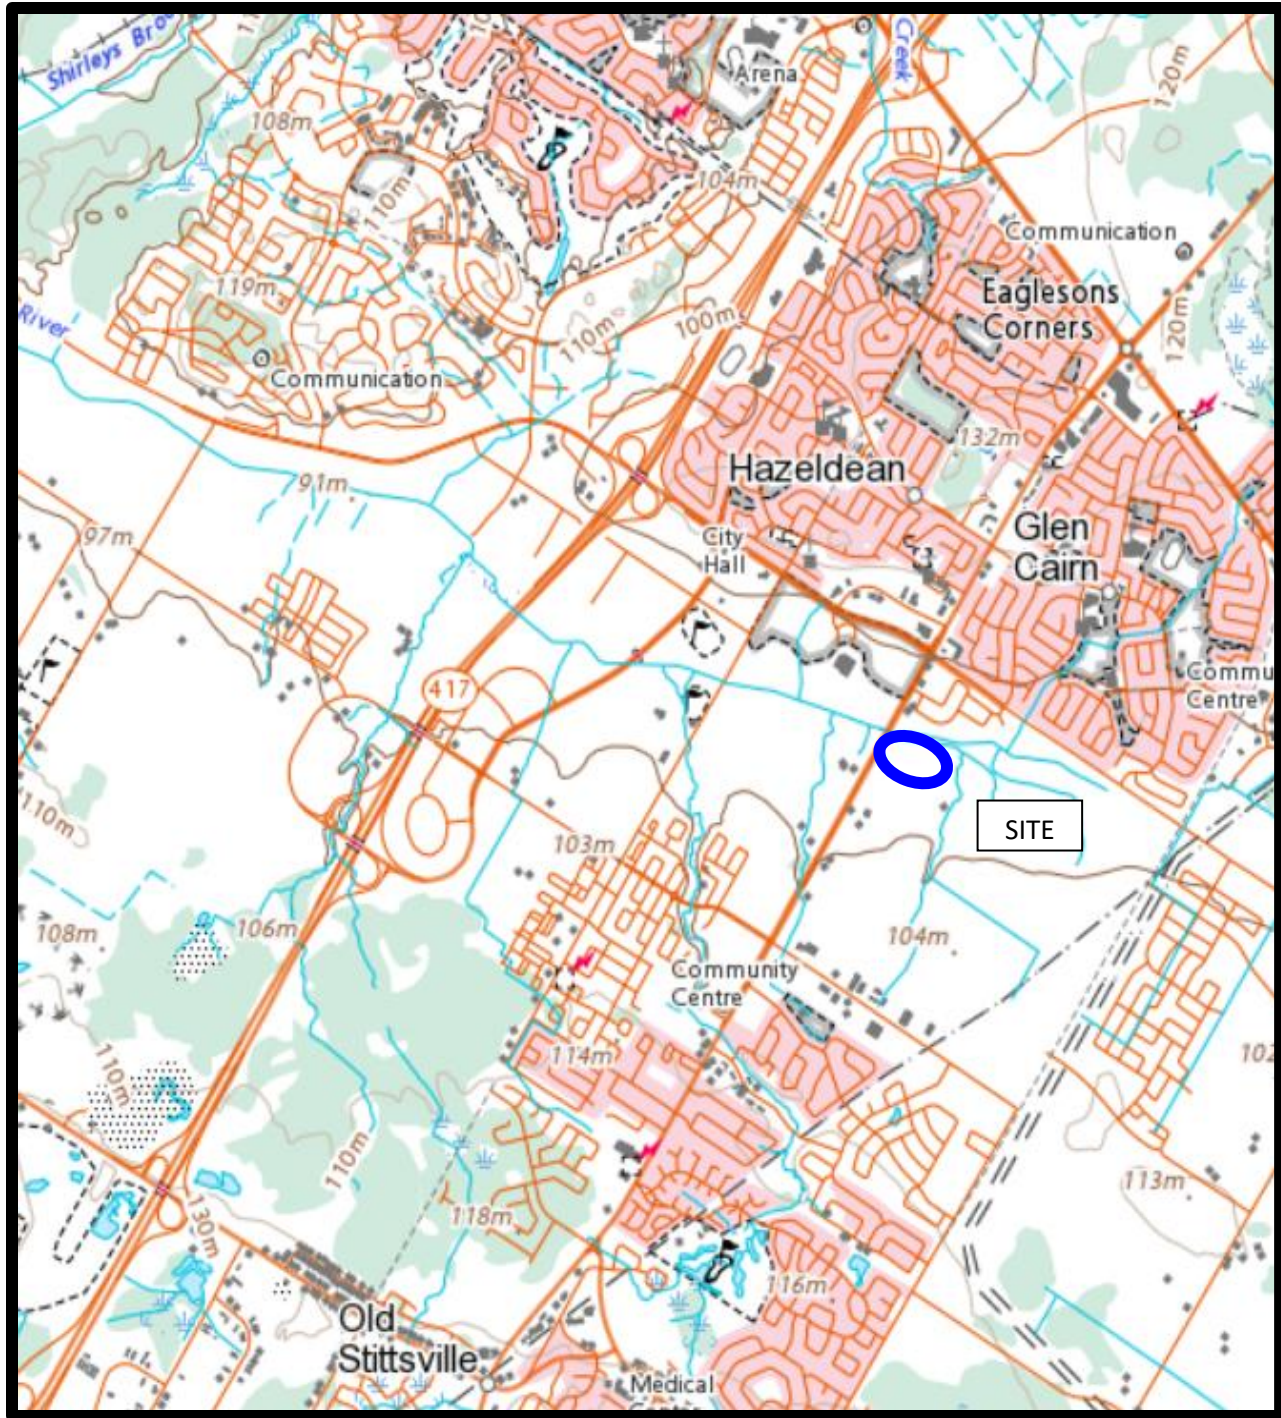 Shirleys Bro
Creek
Arena
120m
108m
104m
110m
Communication
119m
Eaglesons
Corners
River
120m
100m
110m
Communication
132m
Hazeldean
91m
Glen
Cairn
97m
City
Hall
417
Commu
Centre
110m
SITE
103m
108m
106m
104m
Community
Centre
114m
102
110m
110m
113m
118m
130m
116m
Old
Stittsville
Medical